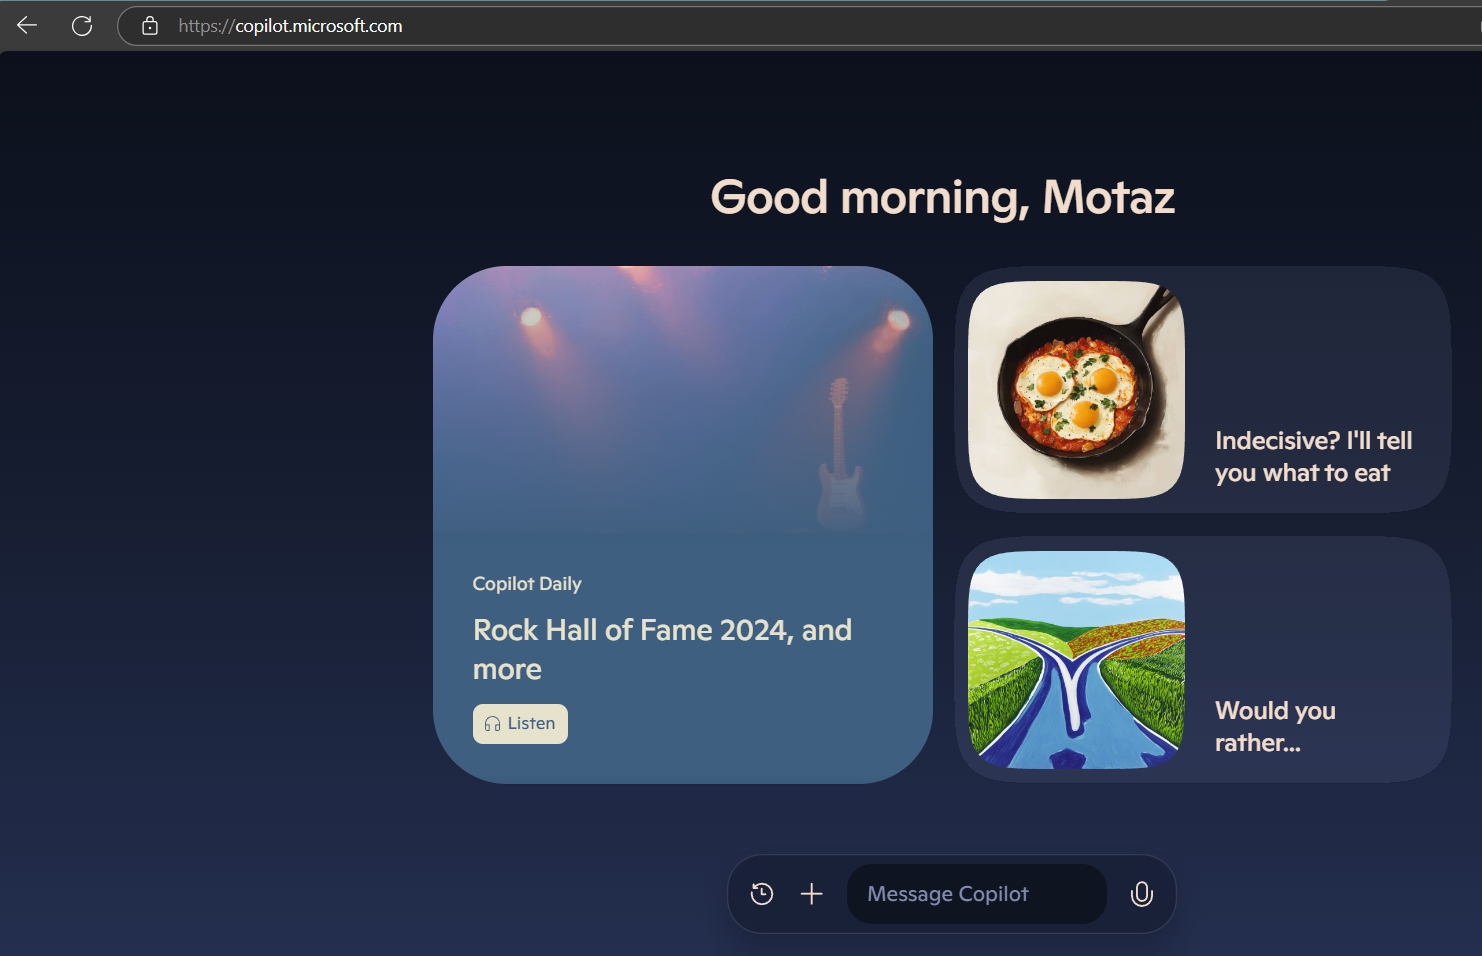 https://copilot.microsoft.com
Good morning, Motaz
Copilot Daily
Rock Hall of Fame 2024, and
more
Listen
Indecisive? I'll tell
you what to eat
Would you
rather...
Message Copilot